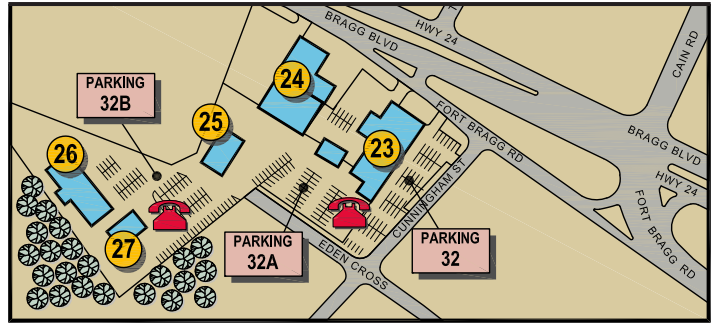 BRAGG BLVD
HWY 24
CAIN RD
24
PARKING
32B
FORT BRAGG RD
25
BRAGG BLVD
23
26
HWY 24
CUNNINGHAM ST
FORT BRAGG RD
27
PARKING
32A
PARKING
32
EDEN CROSS